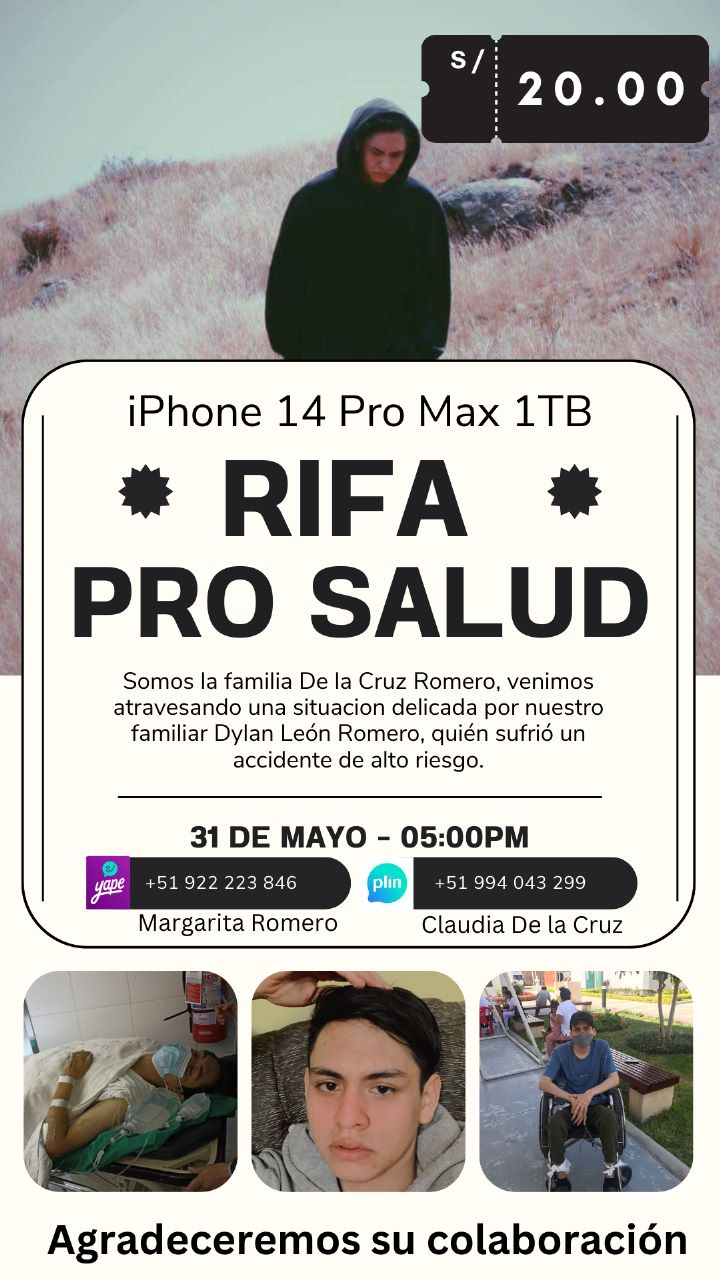 S/ 20.00
iPhone 14 Pro Max 1TB
RIFA
PRO SALUD
Somos la familia De la Cruz Romero, venimos
atravesando una situacion delicada por nuestro
familiar Dylan León Romero, quién sufrió un
accidente de alto riesgo.
31 DE MAYO - 05:00PM
S/
yape
+51 922 223 846
plin
+51 994 043 299
Margarita Romero
Claudia De la Cruz
Agradeceremos su colaboración